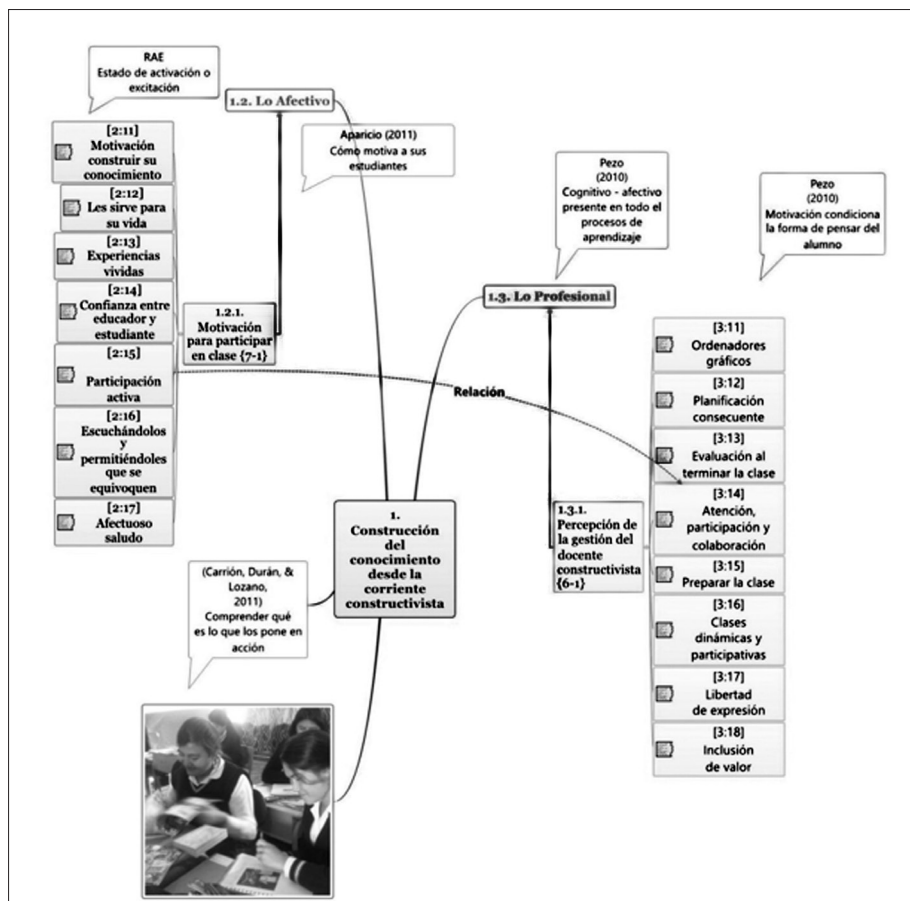 RAE
Estado de activación o
excitación
1.2. Lo Afectivo
Aparicio (2011)
Cómo motiva a sus
estudiantes
[2:11]
Motivación
construir su
conocimiento
[2:12]
Les sirve para
su vida
[2:13]
Experiencias
vividas
[2:14]
Confianza entre
educador y
estudiante
[2:15]
Participación
activa
[2:16]
Escuchándolos
y
permitiéndoles
que se
equivoquen
[2:17]
Afectuoso
saludo
1.2.1.
Motivación
para participar
en clase {7-1}
Relación
Pezo
(2010)
Cognitivo - afectivo
presente en todo el
procesos de
aprendizaje
Pezo
(2010)
Motivación condiciona
la forma de pensar del
alumno
1.3. Lo Profesional
[3:11]
Ordenadores
gráficos
[3:12]
Planificación
consecuente
[3:13]
Evaluación al
terminar la clase
[3:14]
Atención,
participación y
colaboración
[3:15]
Preparar la clase
[3:16]
Clases
dinámicas y
participativas
[3:17]
Libertad
de expresión
[3:18]
Inclusión
de valor
1.3.1.
Percepción de
la gestión del
docente
constructivista
{6-1}
1.
Construcción
del
conocimiento
desde la
corriente
constructivista
(Carrión, Durán, &
Lozano,
2011)
Comprender qué
es lo que los pone en
acción